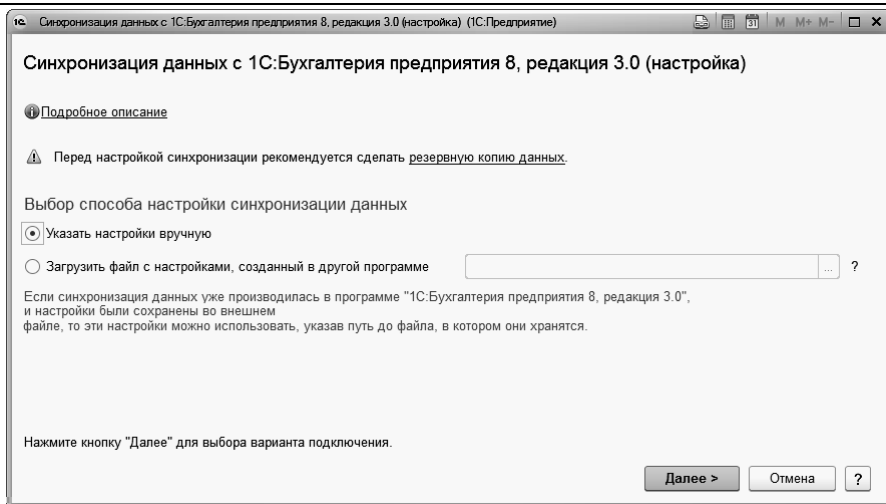 Синхронизация данных с 1С:Бухгалтерия предприятия 8, редакция 3.0 (настройка) (1С:Предприятие)
M M+ M-
Синхронизация данных с 1С:Бухгалтерия предприятия 8, редакция 3.0 (настройка)
Подробное описание
Перед настройкой синхронизации рекомендуется сделать резервную копию данных.
Выбор способа настройки синхронизации данных
Указать настройки вручную
Загрузить файл с настройками, созданный в другой программе ... ?
Если синхронизация данных уже производилась в программе "1С:Бухгалтерия предприятия 8, редакция 3.0",
и настройки были сохранены во внешнем
файле, то эти настройки можно использовать, указав путь до файла, в котором они хранятся.
Нажмите кнопку "Далее" для выбора варианта подключения.
Далее > Отмена ?